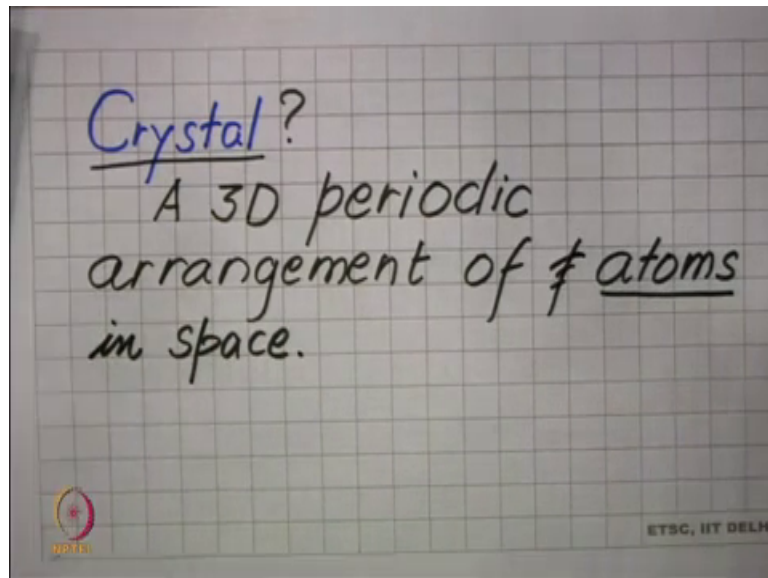 Crystal?
A 3D periodic
arrangement of atoms
in space.
NPTEL
ETSC, IIT DELH